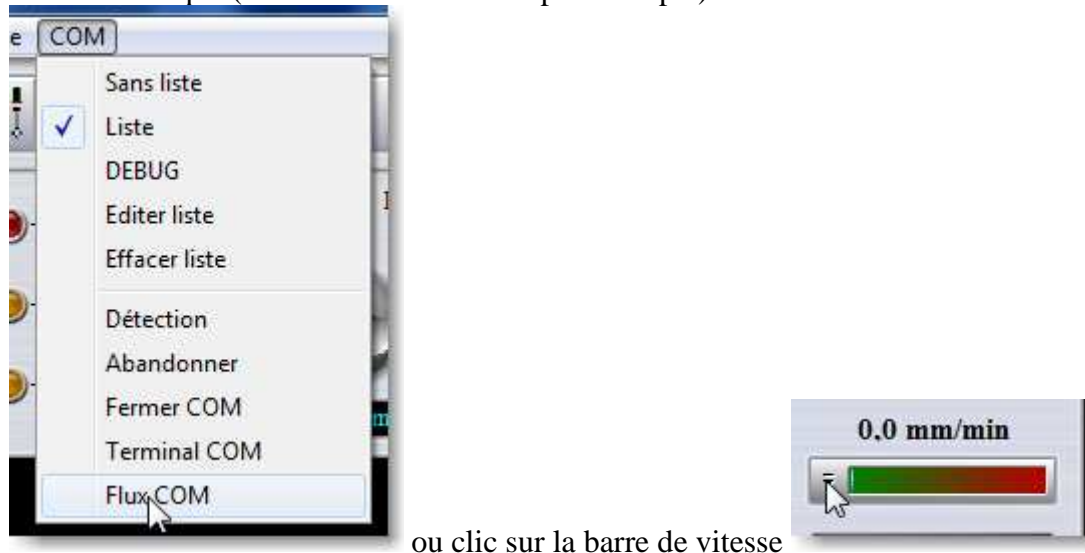 e COM
Sans liste
Liste
DEBUG
Editer liste
Effacer liste
Détection
Abandonner
Fermer COM
Terminal COM
Flux COM
0,0 mm/min
ou clic sur la barre de vitesse